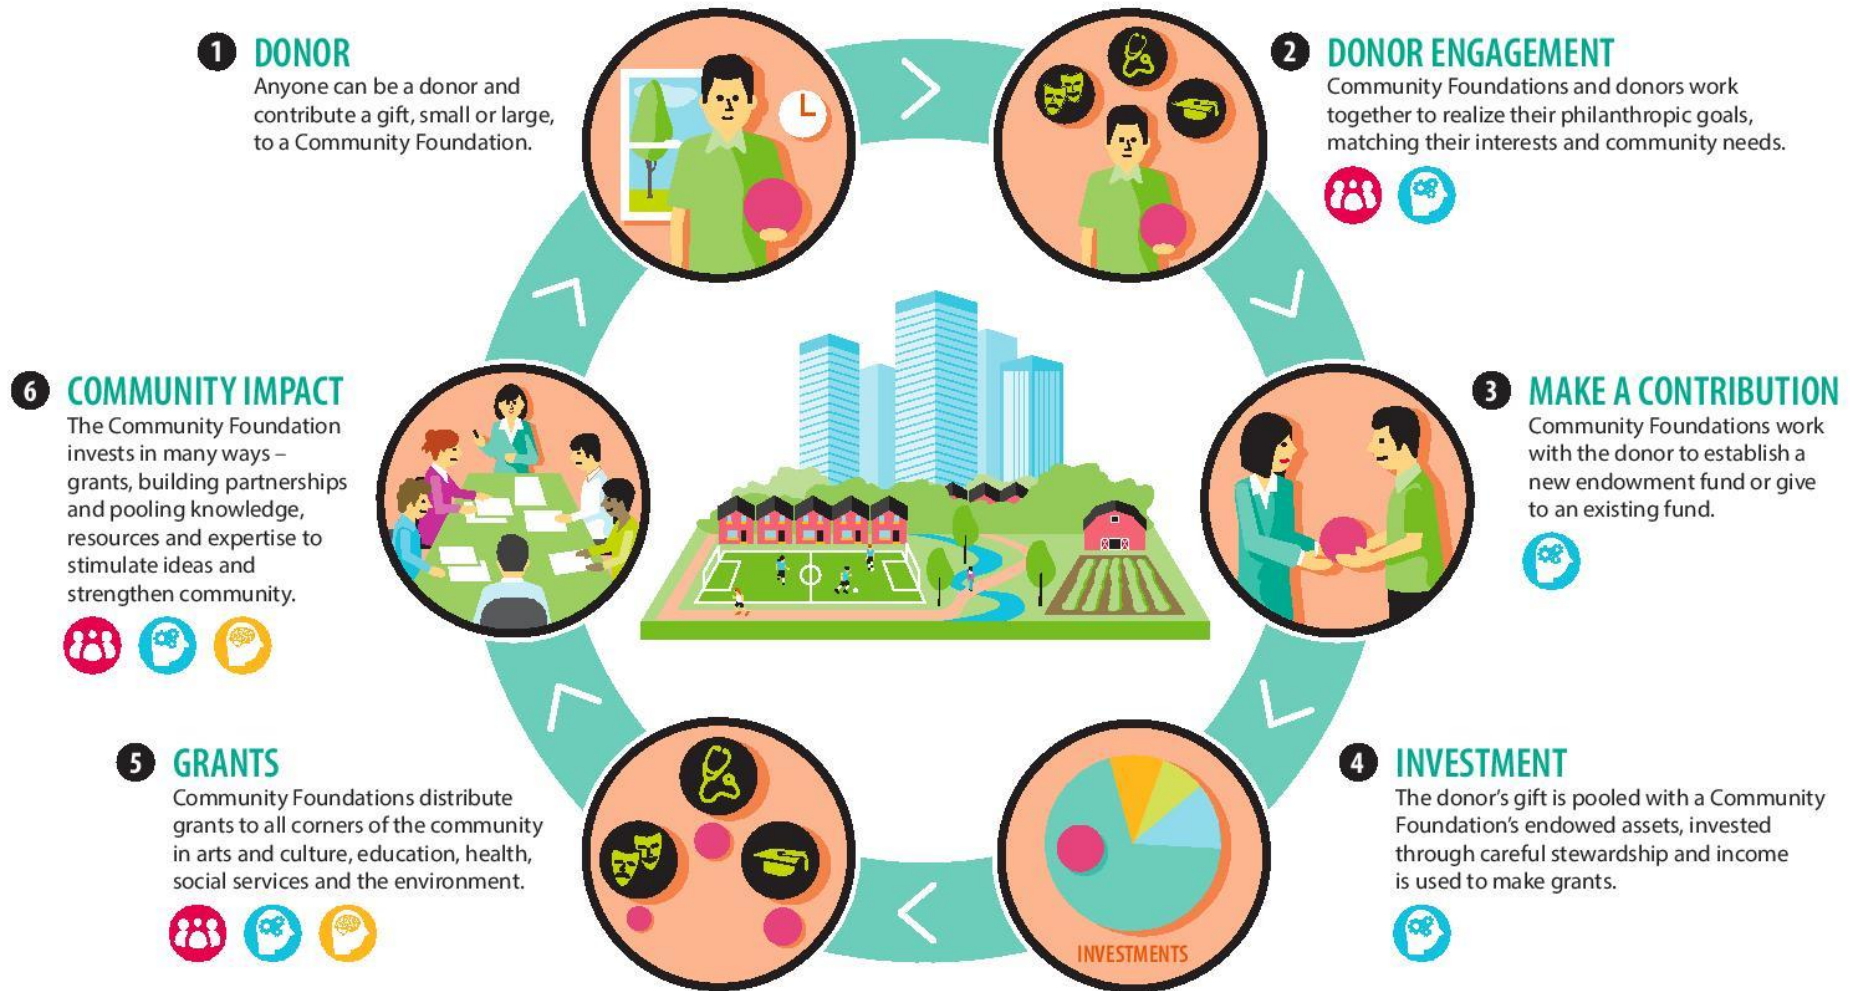 1 DONOR
Anyone can be a donor and
contribute a gift, small or large,
to a Community Foundation.
2 DONOR ENGAGEMENT
Community Foundations and donors work
together to realize their philanthropic goals,
matching their interests and community needs.
3 MAKE A CONTRIBUTION
Community Foundations work
with the donor to establish a
new endowment fund or give
to an existing fund.
4 INVESTMENT
The donor's gift is pooled with a Community
Foundation's endowed assets, invested
through careful stewardship and income
is used to make grants.
INVESTMENTS
5 GRANTS
Community Foundations distribute
grants to all corners of the community
in arts and culture, education, health,
social services and the environment.
6 COMMUNITY IMPACT
The Community Foundation
invests in many ways –
grants, building partnerships
and pooling knowledge,
resources and expertise to
stimulate ideas and
strengthen community.